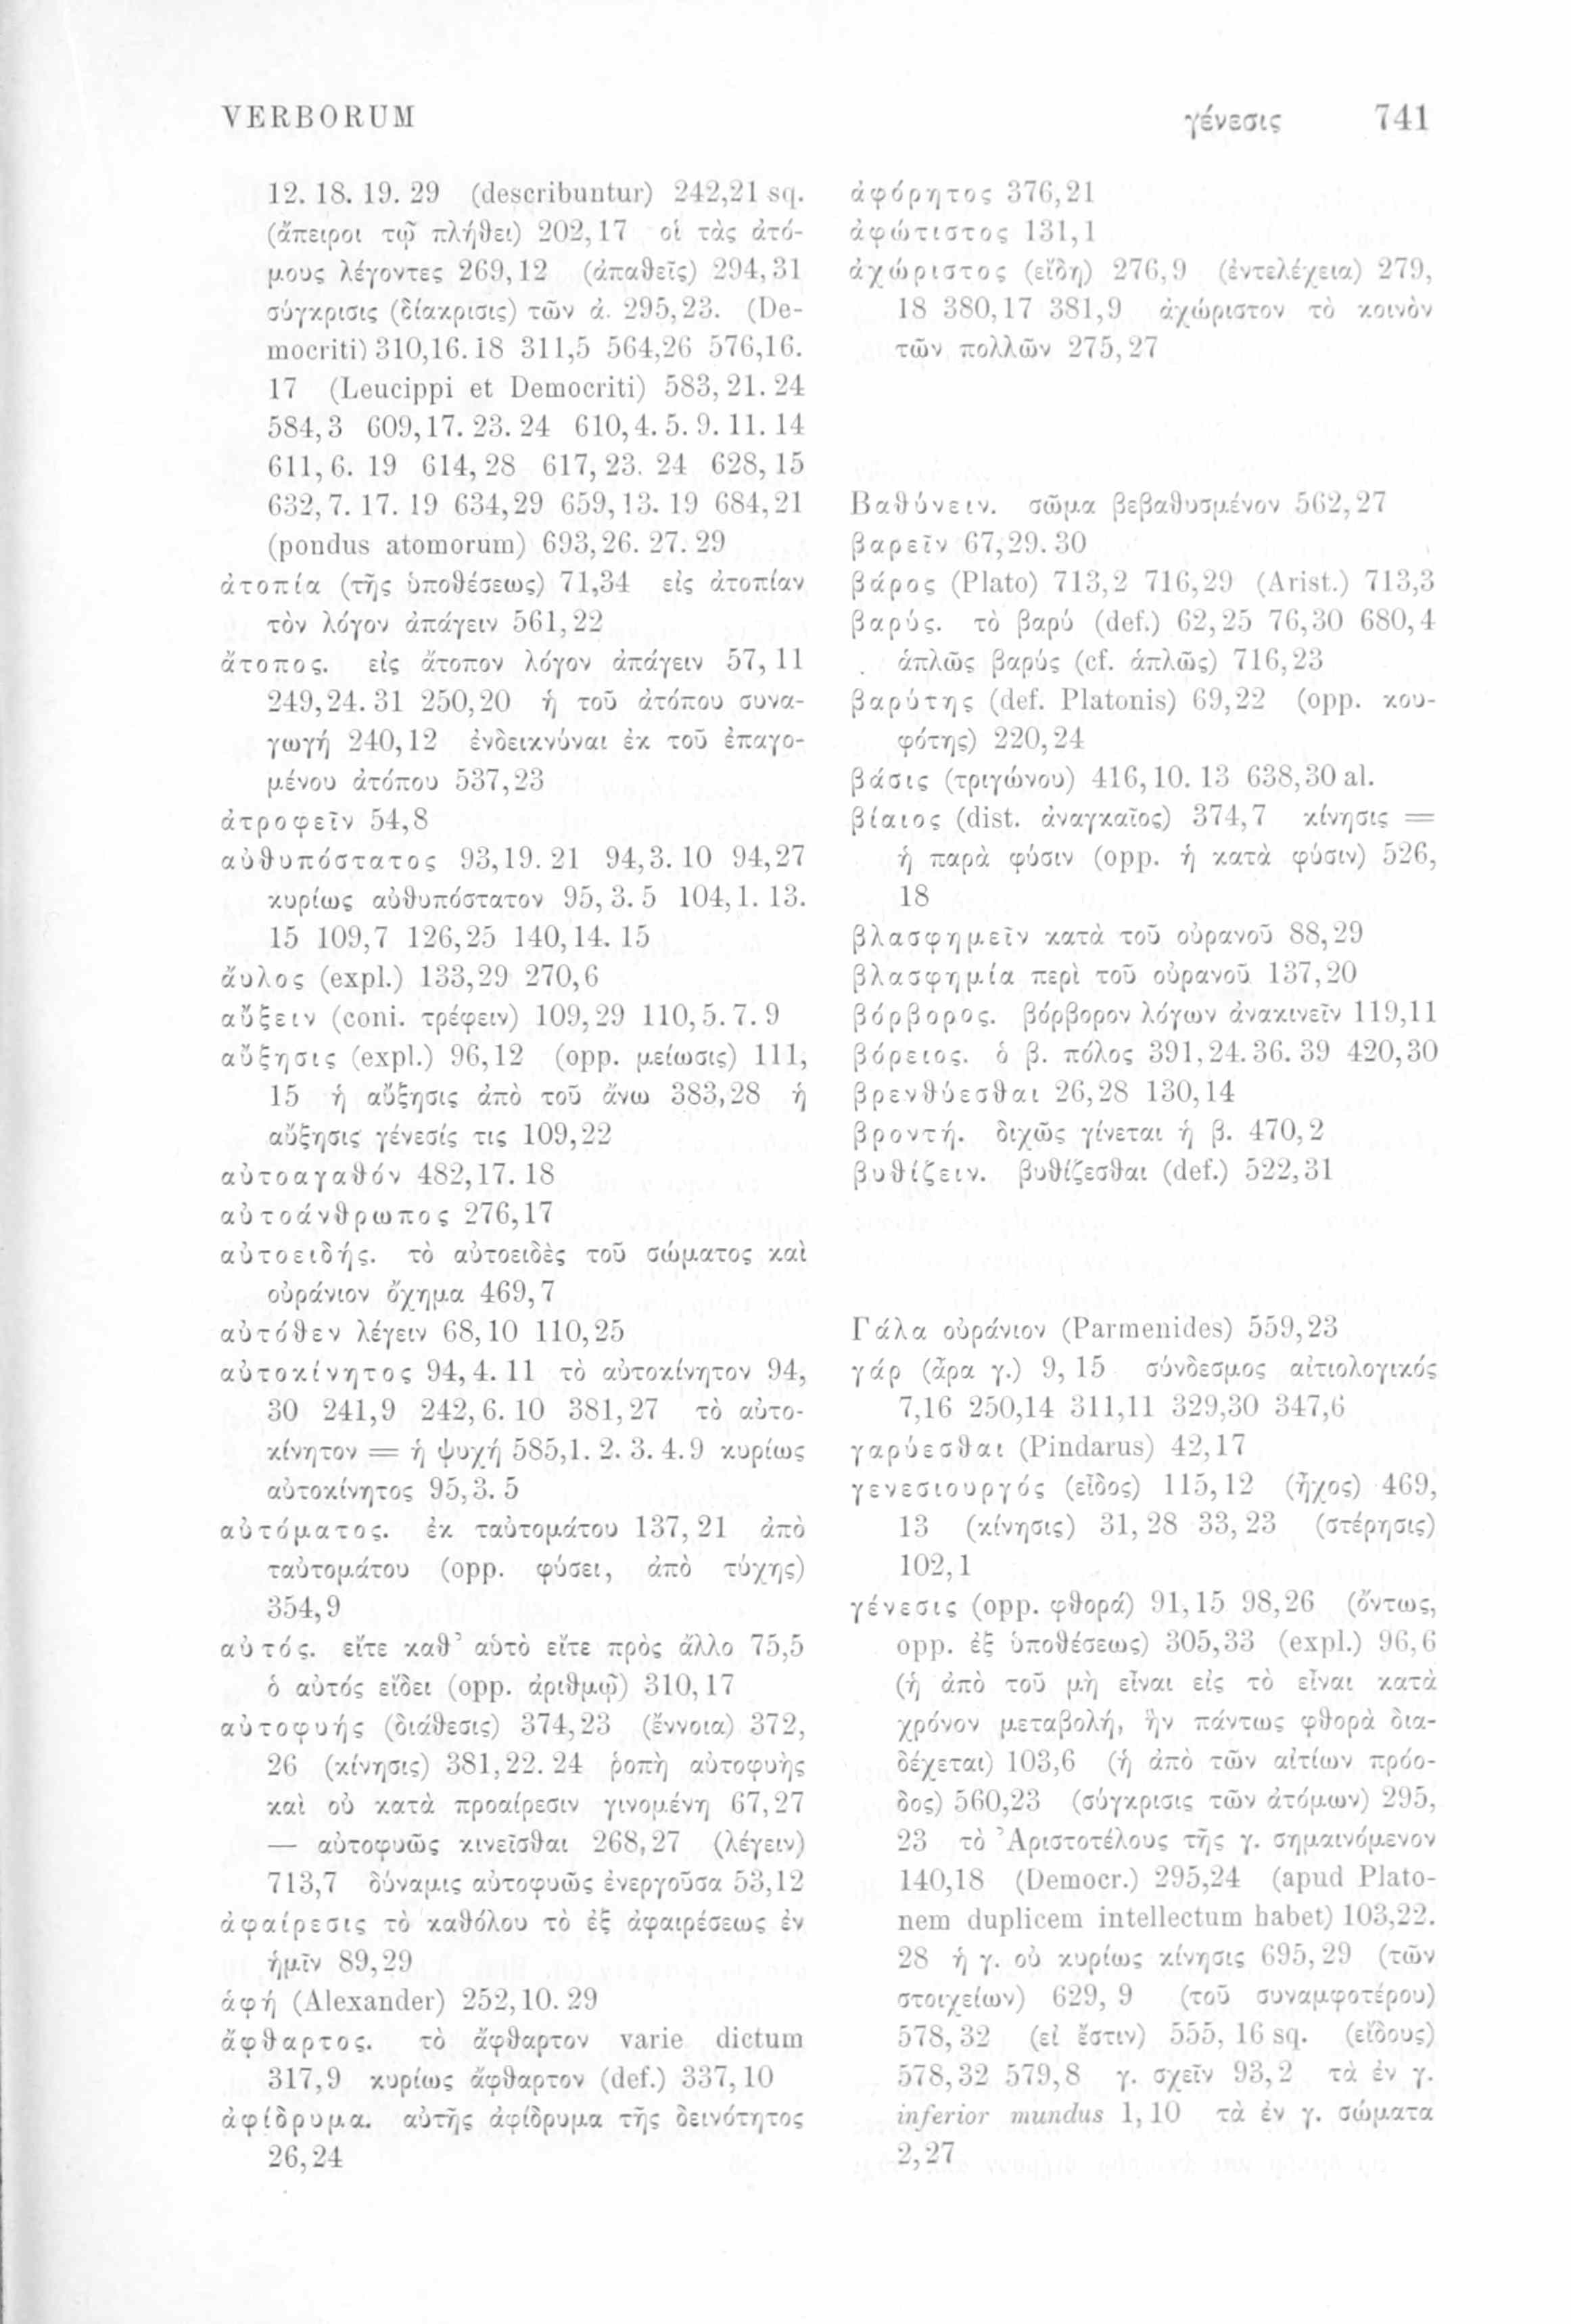 VERBORUM
γένεσις 741
12. 18. 19. 29 (describuntur) 242,21 sq.
(ἄπειροι τῷ πλήθει) 202,17 οἱ τὰς ἀτό-
μους λέγοντες 269,12 (ἀπαθεῖς) 294,31
σύγκρισις (διάκρισις) τῶν ἀ. 295,23. (De-
mocriti) 310,16.18 311,5 564,26 576,16.
17 (Leucippi et Democriti) 583,21.24
584,3 609,17. 23. 24 610,4. 5. 9. 11. 14
611,6. 19 614,28 617,23. 24 628,15
632,7. 17. 19 634,29 659,13. 19 684,21
(pondus atomorum) 693,26. 27. 29
ἀτοπία (τῆς ὑποθέσεως) 71,34 εἰς ἀτοπίαν
τὸν λόγον ἀπάγειν 561,22
ἄτοπος. εἰς ἄτοπον λόγον ἀπάγειν 57,11
249,24. 31 250,20 ἡ τοῦ ἀτόπου συνα-
γωγή 240,12 ἐνδεικνύναι ἐκ τοῦ ἐπαγο-
μένου ἀτόπου 537,23
ἀτροφεῖν 54,8
αὐθυπόστατος 93,19. 21 94,3. 10 94,27
κυρίως αὐθυπόστατον 95,3. 5 104,1. 13.
15 109,7 126,25 140,14. 15
ἄυλος (expl.) 133,29 270,6
αὔξειν (coni. τρέφειν) 109,29 110,5. 7. 9
αὔξησις (expl.) 96,12 (opp. μείωσις) 111,
15 ἡ αὔξησις ἀπὸ τοῦ ἄνω 383,28 ἡ
αὔξησις γένεσίς τις 109,22
αὐτοαγαθόν 482,17. 18
αὐτοάνθρωπος 276,17
αὐτοειδής. τὸ αὐτοειδὲς τοῦ σώματος καὶ
οὐράνιον ὄχημα 469,7
αὐτόθεν λέγειν 68,10 110,25
αὐτοκίνητος 94,4. 11 τὸ αὐτοκίνητον 94,
30 241,9 242,6. 10 381,27 τὸ αὐτο-
κίνητον = ἡ ψυχή 585,1. 2. 3. 4. 9 κυρίως
αὐτοκίνητος 95,3. 5
αὐτόματος. ἐκ ταὐτομάτου 137,21 ἀπὸ
ταὐτομάτου (opp. φύσει, ἀπὸ τύχης)
354,9
αὐτός. εἴτε καθ’ αὑτὸ εἴτε πρὸς ἄλλο 75,5
ὁ αὐτός εἴδει (opp. ἀριθμῷ) 310,17
αὐτοφυής (διάθεσις) 374,23 (ἔννοια) 372,
26 (κίνησις) 381,22. 24 ῥοπὴ αὐτοφυὴς
καὶ οὐ κατὰ προαίρεσιν γινομένη 67,27
— αὐτοφυῶς κινεῖσθαι 268,27 (λέγειν)
713,7 δύναμις αὐτοφυῶς ἐνεργοῦσα 53,12
ἀφαίρεσις τὸ καθόλου τὸ ἐξ ἀφαιρέσεως ἐν
ἡμῖν 89,29
ἁφή (Alexander) 252,10. 29
ἄφθαρτος. τὸ ἄφθαρτον varie dictum
317,9 κυρίως ἄφθαρτον (def.) 337,10
ἀφίδρυμα. αὐτῆς ἀφίδρυμα τῆς δεινότητος
26,24
ἀφόρητος 376,21
ἀφώτιστος 131,1
ἀχώριστος (εἴδη) 276,9 (ἐντελέχεια) 279,
18 380,17 381,9 ἀχώριστον τὸ κοινὸν
τῶν πολλῶν 275,27
Βαθύνειν. σῶμα βεβαθυσμένον 562,27
βαρεῖν 67,29. 30
βάρος (Plato) 713,2 716,29 (Arist.) 713,3
βαρύς. τὸ βαρύ (def.) 62,25 76,30 680,4
ἁπλῶς βαρύς (cf. ἁπλῶς) 716,23
βαρύτης (def. Platonis) 69,22 (opp. κου-
φότης) 220,24
βάσις (τριγώνου) 416,10. 13 638,30 al.
βίαιος (dist. ἀναγκαῖος) 374,7 κίνησις =
ἡ παρὰ φύσιν (opp. ἡ κατὰ φύσιν) 526,
18
βλασφημεῖν κατὰ τοῦ οὐρανοῦ 88,29
βλασφημία περὶ τοῦ οὐρανοῦ 137,20
βόρβορος. βόρβορον λόγων ἀνακινεῖν 119,11
βόρειος. ὁ β. πόλος 391,24. 36. 39 420,30
βρενθύεσθαι 26,28 130,14
βροντή. διχῶς γίνεται ἡ β. 470,2
βυθίζειν. βυθίζεσθαι (def.) 522,31
Γάλα οὐράνιον (Parmenides) 559,23
γάρ (ἆρα γ.) 9,15 σύνδεσμος αἰτιολογικός
7,16 250,14 311,11 329,30 347,6
γαρύεσθαι (Pindarus) 42,17
γενεσιουργός (εἶδος) 115,12 (ἦχος) 469,
13 (κίνησις) 31,28 33,23 (στέρησις)
102,1
γένεσις (opp. φθορά) 91,15 98,26 (ὄντως,
opp. ἐξ ὑποθέσεως) 305,33 (expl.) 96,6
(ἡ ἀπὸ τοῦ μὴ εἶναι εἰς τὸ εἶναι κατὰ
χρόνον μεταβολή, ἣν πάντως φθορὰ δια-
δέχεται) 103,6 (ἡ ἀπὸ τῶν αἰτίων πρόο-
δος) 560,23 (σύγκρισις τῶν ἀτόμων) 295,
23 τὸ Ἀριστοτέλους τῆς γ. σημαινόμενον
140,18 (Democr.) 295,24 (apud Plato-
nem duplicem intellectum habet) 103,22.
28 ἡ γ. οὐ κυρίως κίνησις 695,29 (τῶν
στοιχείων) 629, 9 (τοῦ συναμφοτέρου)
578,32 (εἰ ἔστιν) 555, 16 sq. (εἴδους)
578,32 579,8 γ. σχεῖν 93,2 τὰ ἐν γ.
inferior mundus 1,10 τὰ ἐν γ. σώματα
2,27